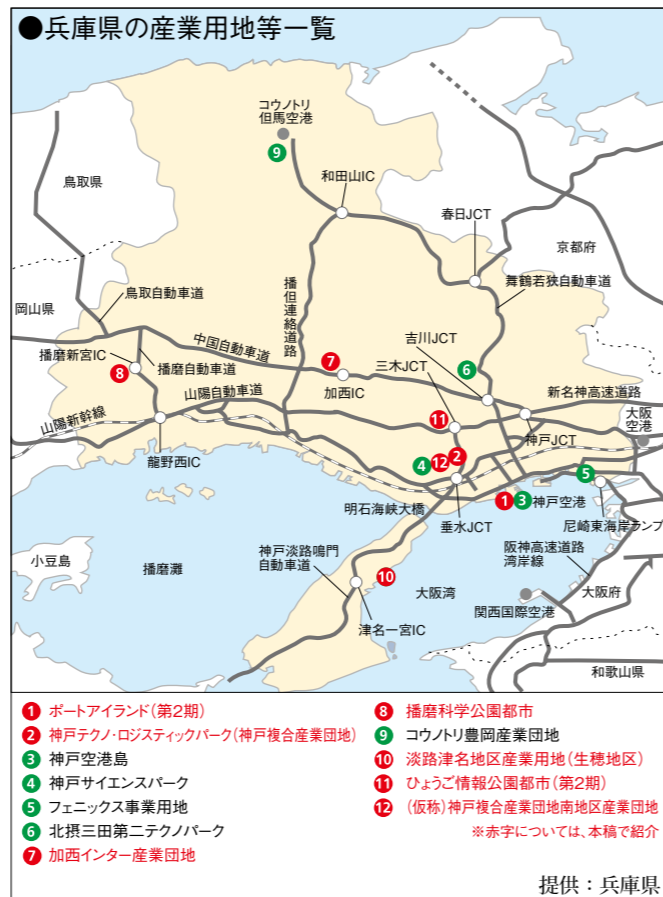 ●兵庫県の産業用地等一覧
コウノトリ
但馬空港
9
和田山IC
鳥取県
春日JCT
京都府
舞鶴若狭自動車道
鳥取自動車道
岡山県
播但連絡道路
中国自動車道
吉川JCT
播磨新宮IC
8
播磨自動車道
7
加西IC
三木JCT
6
山陽自動車道
新名神高速道路
山陽新幹線
大阪
空港
11
神戸JCT
龍野西IC
4
12
2
5
明石海峡大橋
1
3
神戸空港
垂水JCT
尼崎東海岸ランプ
小豆島
播磨灘
神戸淡路鳴門
自動車道
10
大阪湾
阪神高速道路
湾岸線
大阪府
関西国際空港
津名一宮IC
和歌山県
1 ポートアイランド(第2期)
2 神戸テクノ・ロジスティックパーク(神戸複合産業団地)
3 神戸空港島
4 神戸サイエンスパーク
5 フェニックス事業用地
6 北摂三田第二テクノパーク
7 加西インター産業団地
8 播磨科学公園都市
9 コウノトリ豊岡産業団地
10 淡路津名地区産業用地(生穂地区)
11 ひょうご情報公園都市(第2期)
12 (仮称)神戸複合産業団地南地区産業団地
※赤字については、本稿で紹介
提供:兵庫県